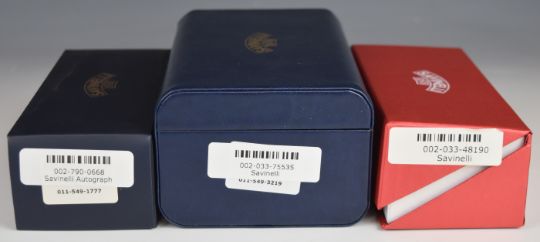 002-790-0668
Savinelli Autograph
011-549-1777
002-033-75535
Savinelli
011-549-3219
002-033-48190
Savinelli